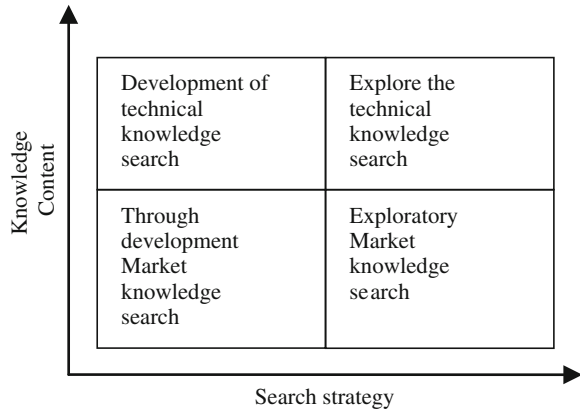 Knowledge
Content
Development of
technical
knowledge
search
Explore the
technical
knowledge
search
Through
development
Market
knowledge
search
Exploratory
Market
knowledge
search
Search strategy